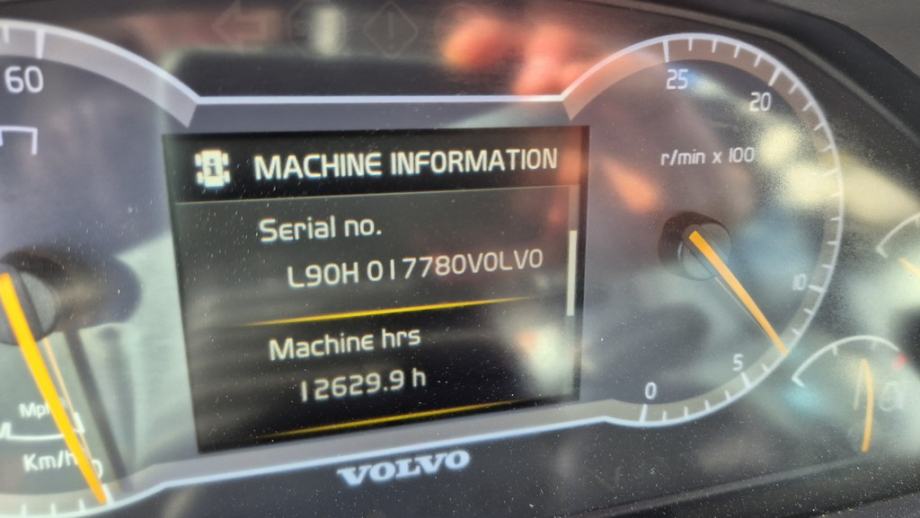 60
25
20
MACHINE INFORMATION
r/min x 100
Serial no.
L90H 017780VOLVO
10
Machine hrs
5
12629.9 h
0
Mph
Km/h
VOLVO